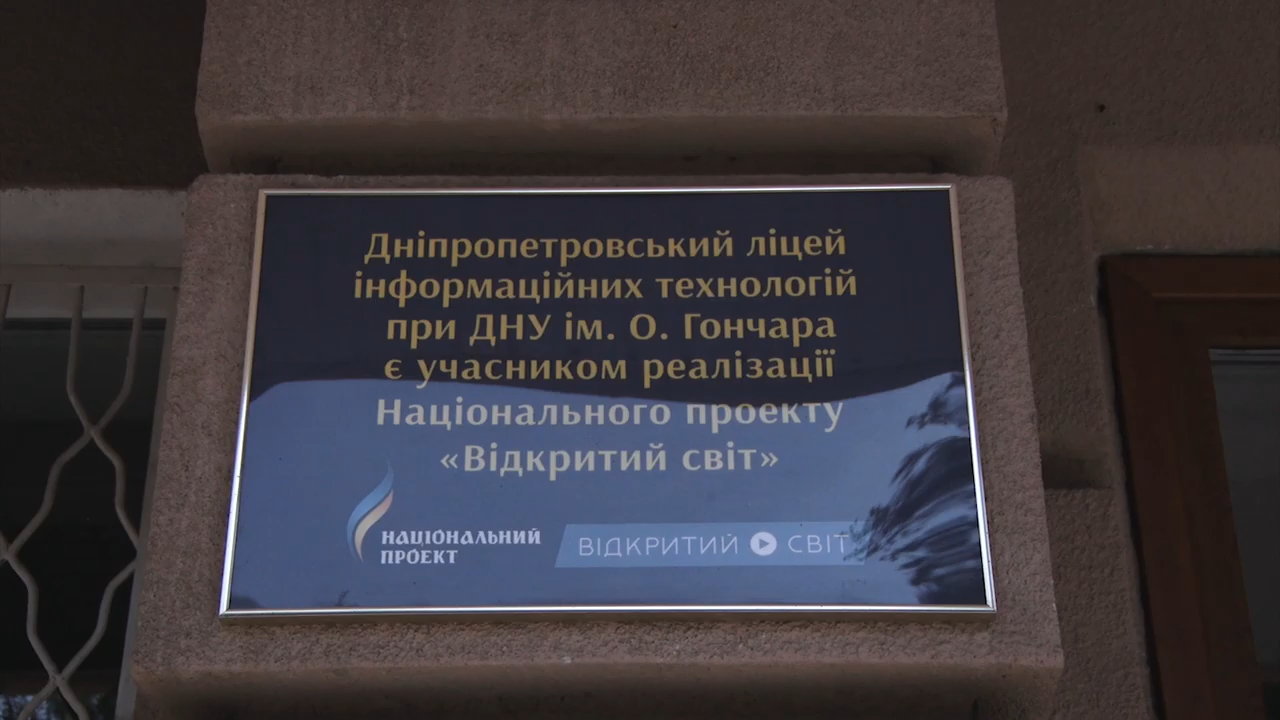 Дніпропетровський ліцей
інформаційних технологій
при ДНУ ім. О. Гончара
є учасником реалізації
Національного проекту
«Відкритий світ»
НАЦІОНАЛЬНИЙ
ПРОЕКТ
ВІДКРИТИЙ СВІТ